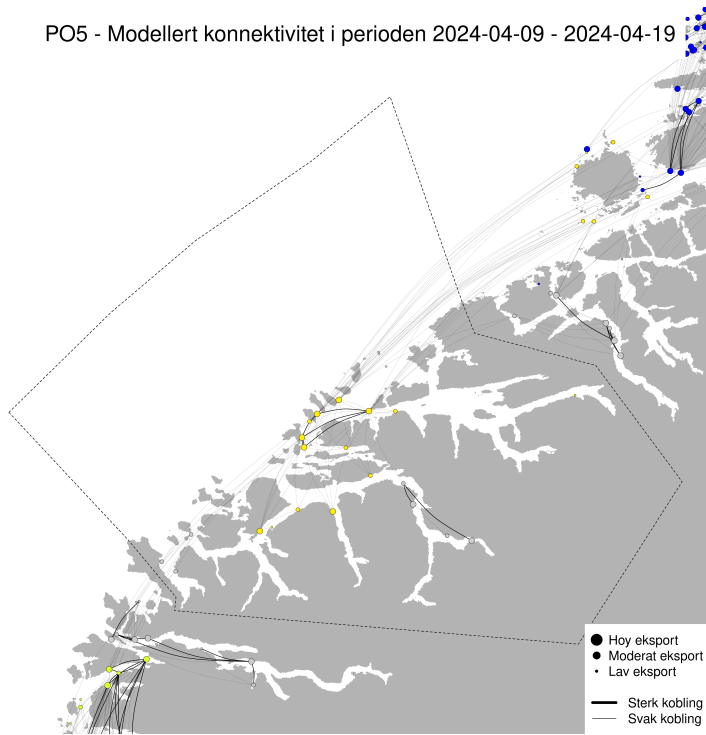 PO5 - Modellert konnektivitet i perioden 2024-04-09 - 2024-04-19
Hoy eksport
Moderat eksport
Lav eksport
Sterk kobling
Svak kobling